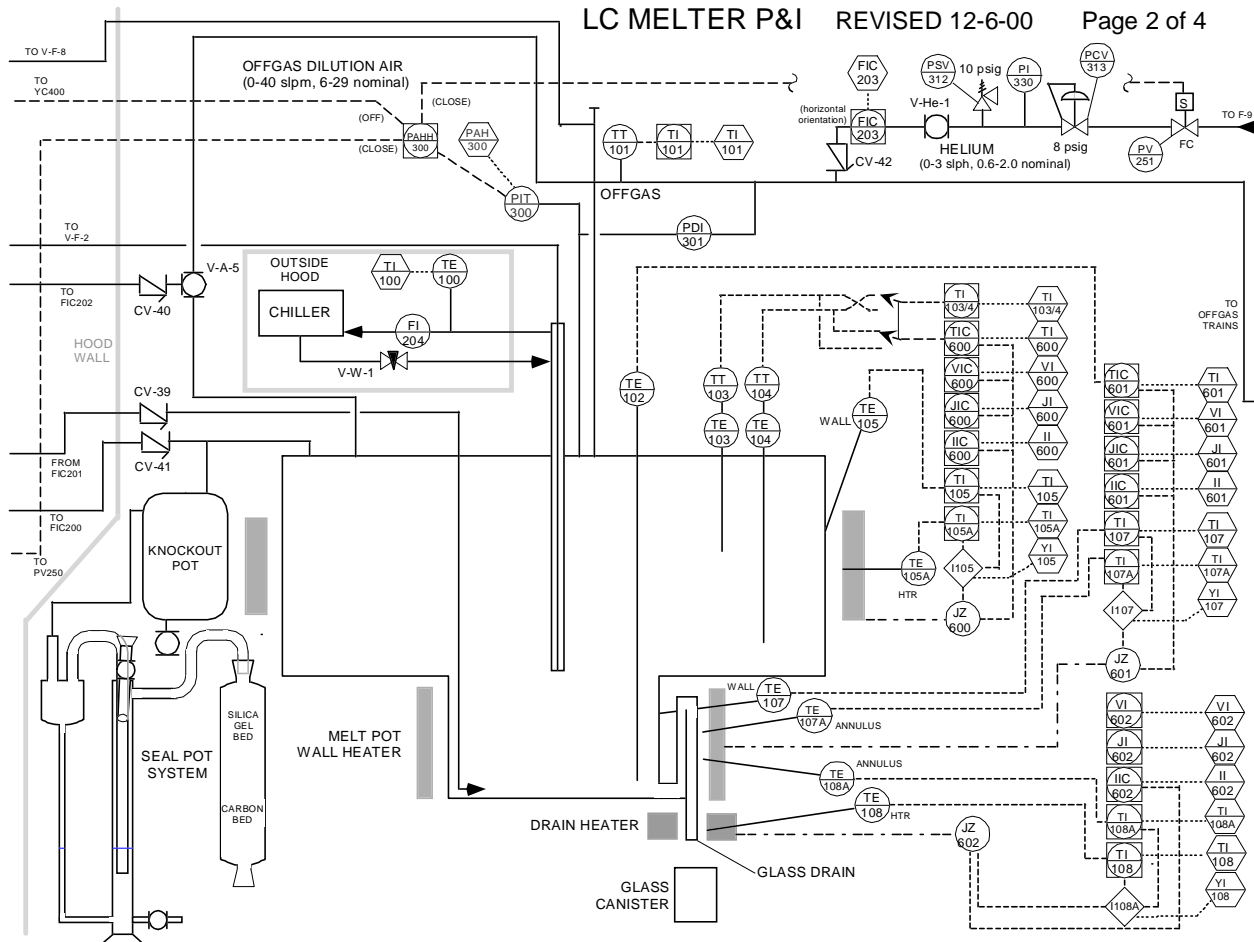 LC MELTER P&I REVISED 12-6-00 Page 2 of 4
TO V-F-8
TO
YC400
OFFGAS DILUTION AIR
(0-40 slpm, 6-29 nominal)
(CLOSE)
(OFF)
(CLOSE)
PAHH
300
PAH
300
PIT
300
TT
101
TI
101
TI
101
OFFGAS
PDI
301
FIC
203
(horizontal
orientation)
FIC
203
CV-42
V-He-1
HELIUM
(0-3 slph, 0.6-2.0 nominal)
PSV
312
10 psig
PI
330
PCV
313
8 psig
S
FC
PV
251
TO F-9
TO
V-F-2
TO
FIC202
CV-40
V-A-5
HOOD
WALL
OUTSIDE
HOOD
TI
100
TE
100
CHILLER
FI
204
V-W-1
CV-39
FROM
FIC201
CV-41
TO
FIC200
TO
PV250
KNOCKOUT
POT
SEAL POT
SYSTEM
SILICA
GEL
BED
CARBON
BED
MELT POT
WALL HEATER
DRAIN HEATER
GLASS
CANISTER
GLASS DRAIN
TE
102
TT
103
TE
103
TT
104
TE
104
WALL
TE
105
TE
105A
HTR
TI
103/4
TI
103/4
TIC
600
TI
600
VIC
600
VI
600
JIC
600
JI
600
IIC
600
II
600
TI
105
TI
105
TI
105A
TI
105A
I105
YI
105
JZ
600
TO
OFFGAS
TRAINS
TIC
601
TI
601
VIC
601
VI
601
JIC
601
JI
601
IIC
601
II
601
TI
107
TI
107
TI
107A
TI
107A
I107
YI
107
JZ
601
WALL
TE
107
TE
107A
ANNULUS
ANNULUS
TE
108A
TE
108
HTR
JZ
602
VI
602
VI
602
JI
602
JI
602
IIC
602
II
602
TI
108A
TI
108A
TI
108
TI
108
I108A
YI
108